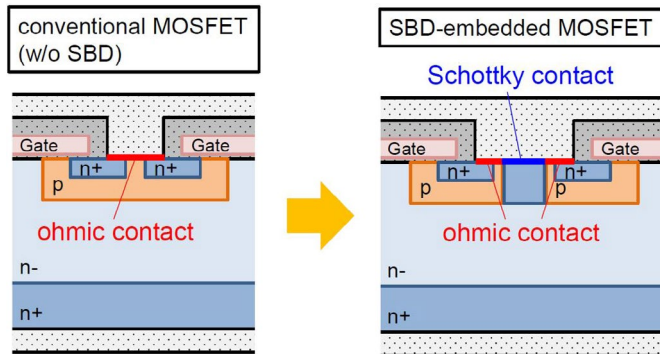 conventional MOSFET
(w/o SBD)
SBD-embedded MOSFET
Schottky contact
Gate
Gate
n+
n+
p
ohmic contact
n-
n+
Gate
Gate
n+
n+
p
p
ohmic contact
n-
n+